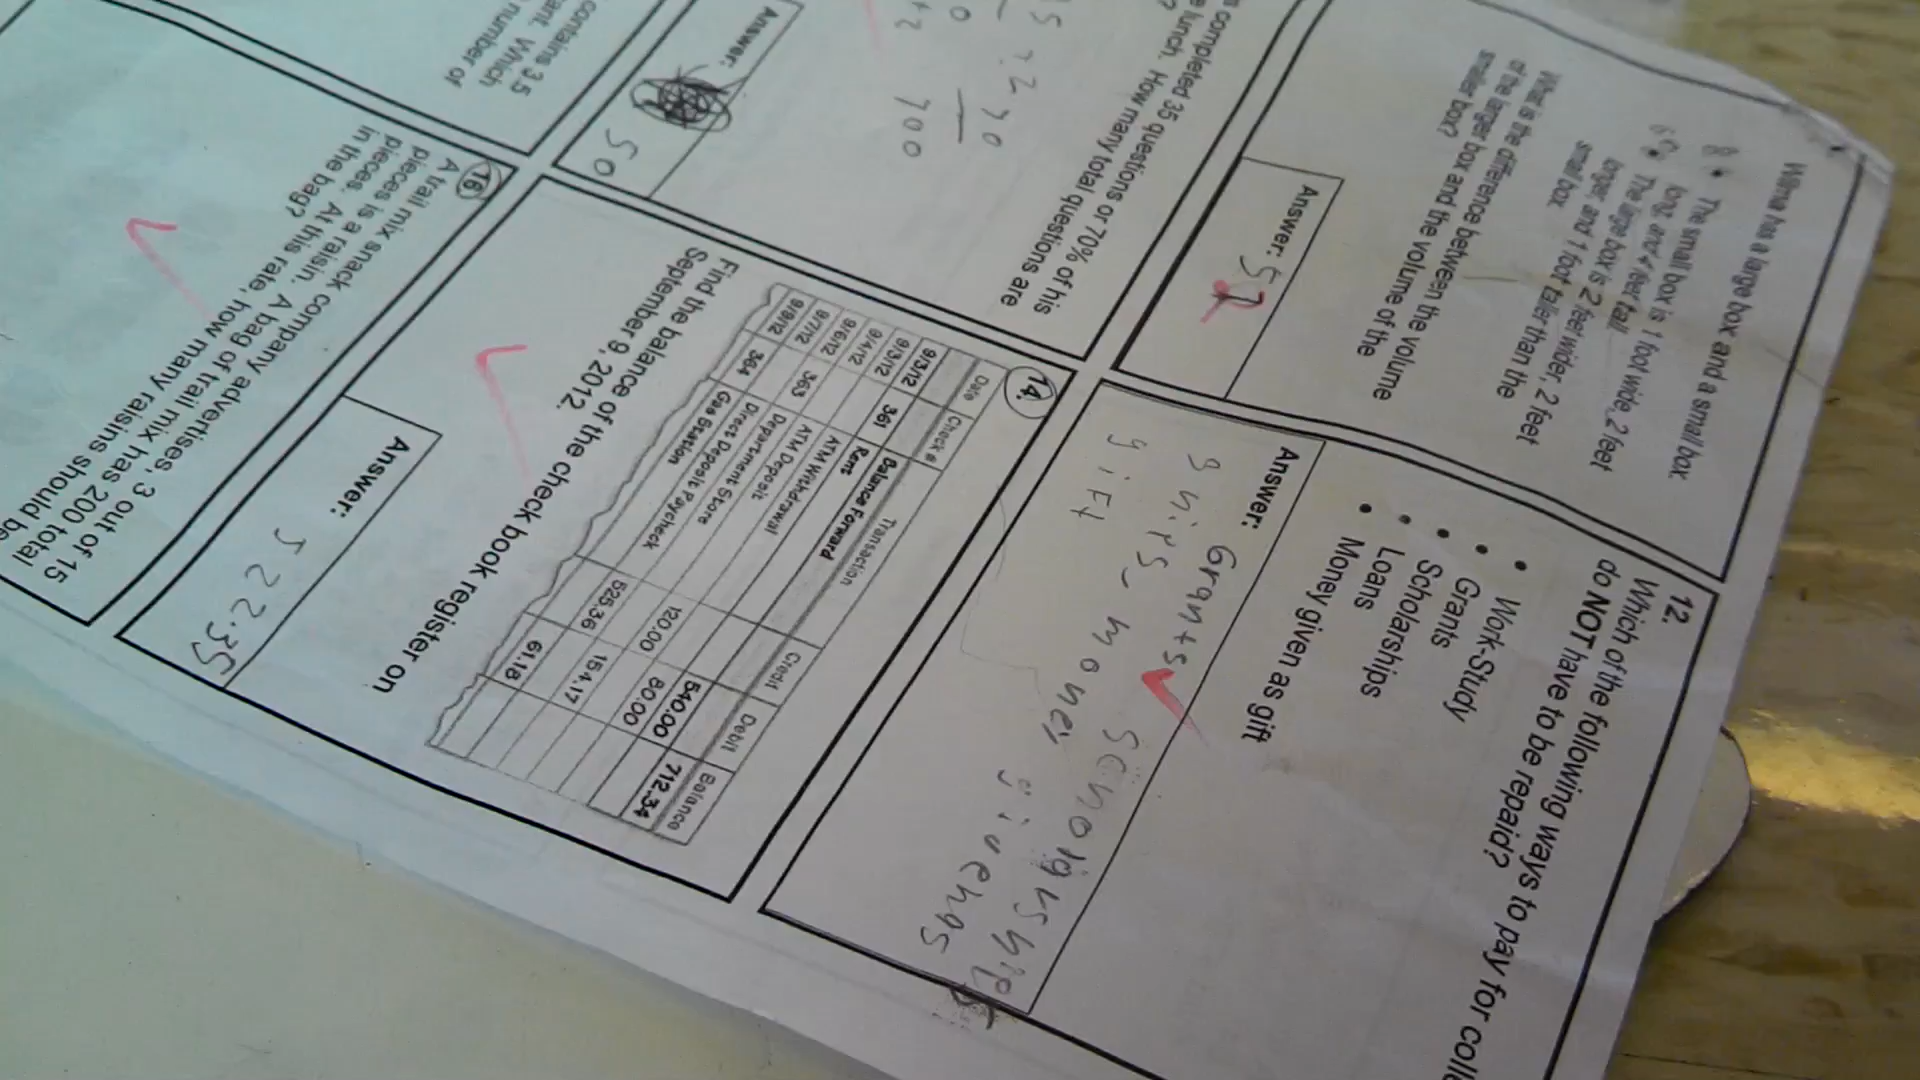 Wilma has a large box and a small box.
• The small box is 1 foot wide, 2 feet
long, and 4 feet tall.
• The large box is 2 feet wider, 2 feet
longer and 1 foot taller than the
small box.
What is the difference between the volume
of the larger box and the volume of the
smaller box?
Answer: 52
12.
Which of the following ways to pay for
do NOT have to be repaid?
• Work-Study
• Grants
• Scholarships
• Loans
• Money given as gift
Answer: Grants scholarships
ships - money
gift
completed 35 questions or 70% of his
lunch. How many total questions are
700
Answer:
50
14.
Date Check # Transaction Credit Debit Balance
Balance Forward 712.34
9/3/12 361 Rent 540.00
9/3/12 ATM Withdrawal 80.00
9/4/12 ATM Deposit 120.00
9/6/12 363 Department Store 154.17
9/7/12 Direct Deposit Paycheck 525.36
9/9/12 364 Gas Station 61.18
Find the balance of the check book register on
September 9, 2012.
Answer:
522.35
contains 3.5
Which
number of
16.
A trail mix snack company advertises, 3 out of 15
pieces is a raisin. A bag of trail mix has 200 total
pieces. At this rate, how many raisins should be
in the bag?